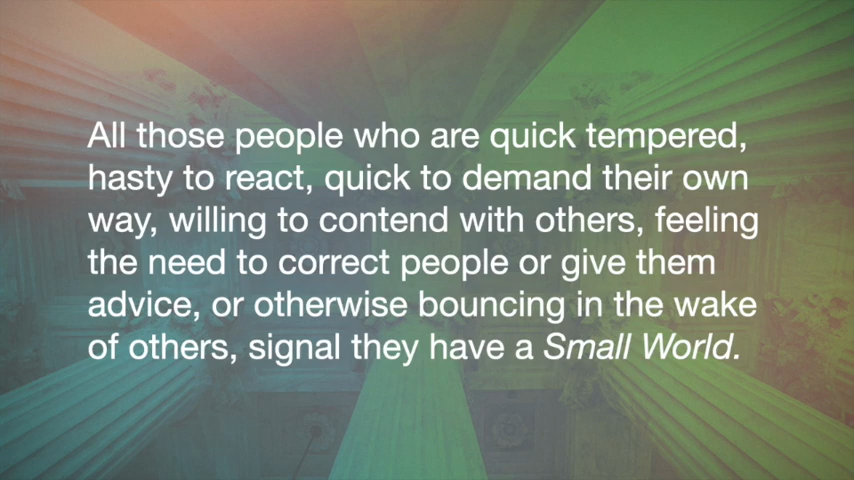 All those people who are quick tempered,
hasty to react, quick to demand their own
way, willing to contend with others, feeling
the need to correct people or give them
advice, or otherwise bouncing in the wake
of others, signal they have a Small World.